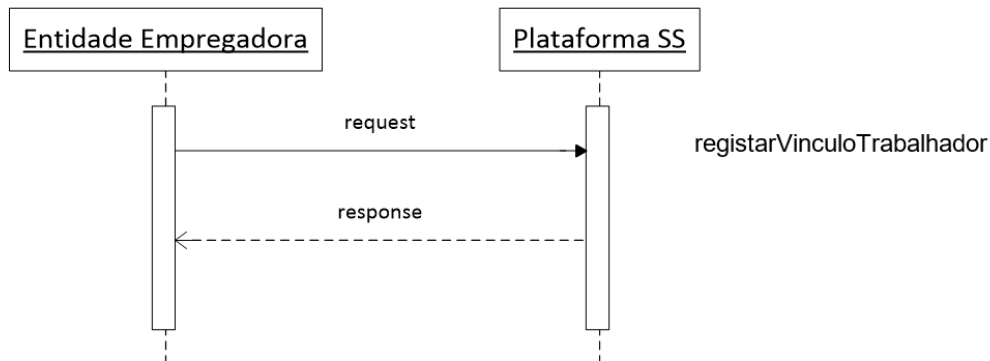 Entidade Empregadora
Plataforma SS
request
registarVinculoTrabalhador
response